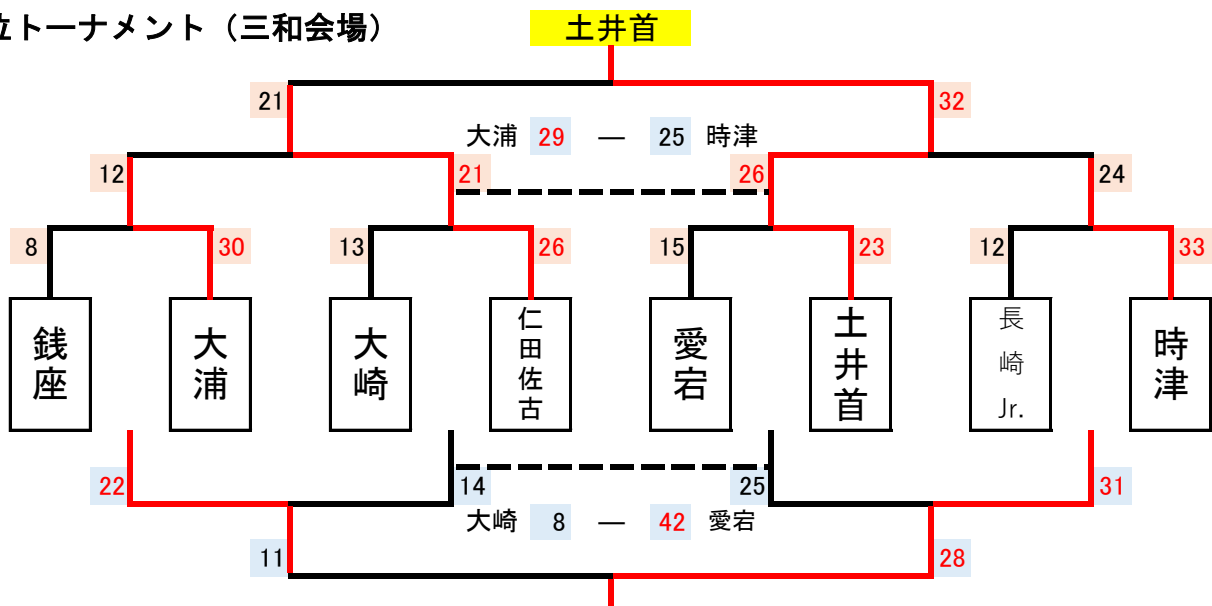 位トーナメント（三和会場）
土井首
21
32
大浦 29 ― 25 時津
12
21
26
24
8
30
13
26
15
23
12
33
銭座
大浦
大崎
仁田佐古
愛宕
土井首
長崎Jr.
時津
22
14
25
31
大崎 8 ― 42 愛宕
11
28